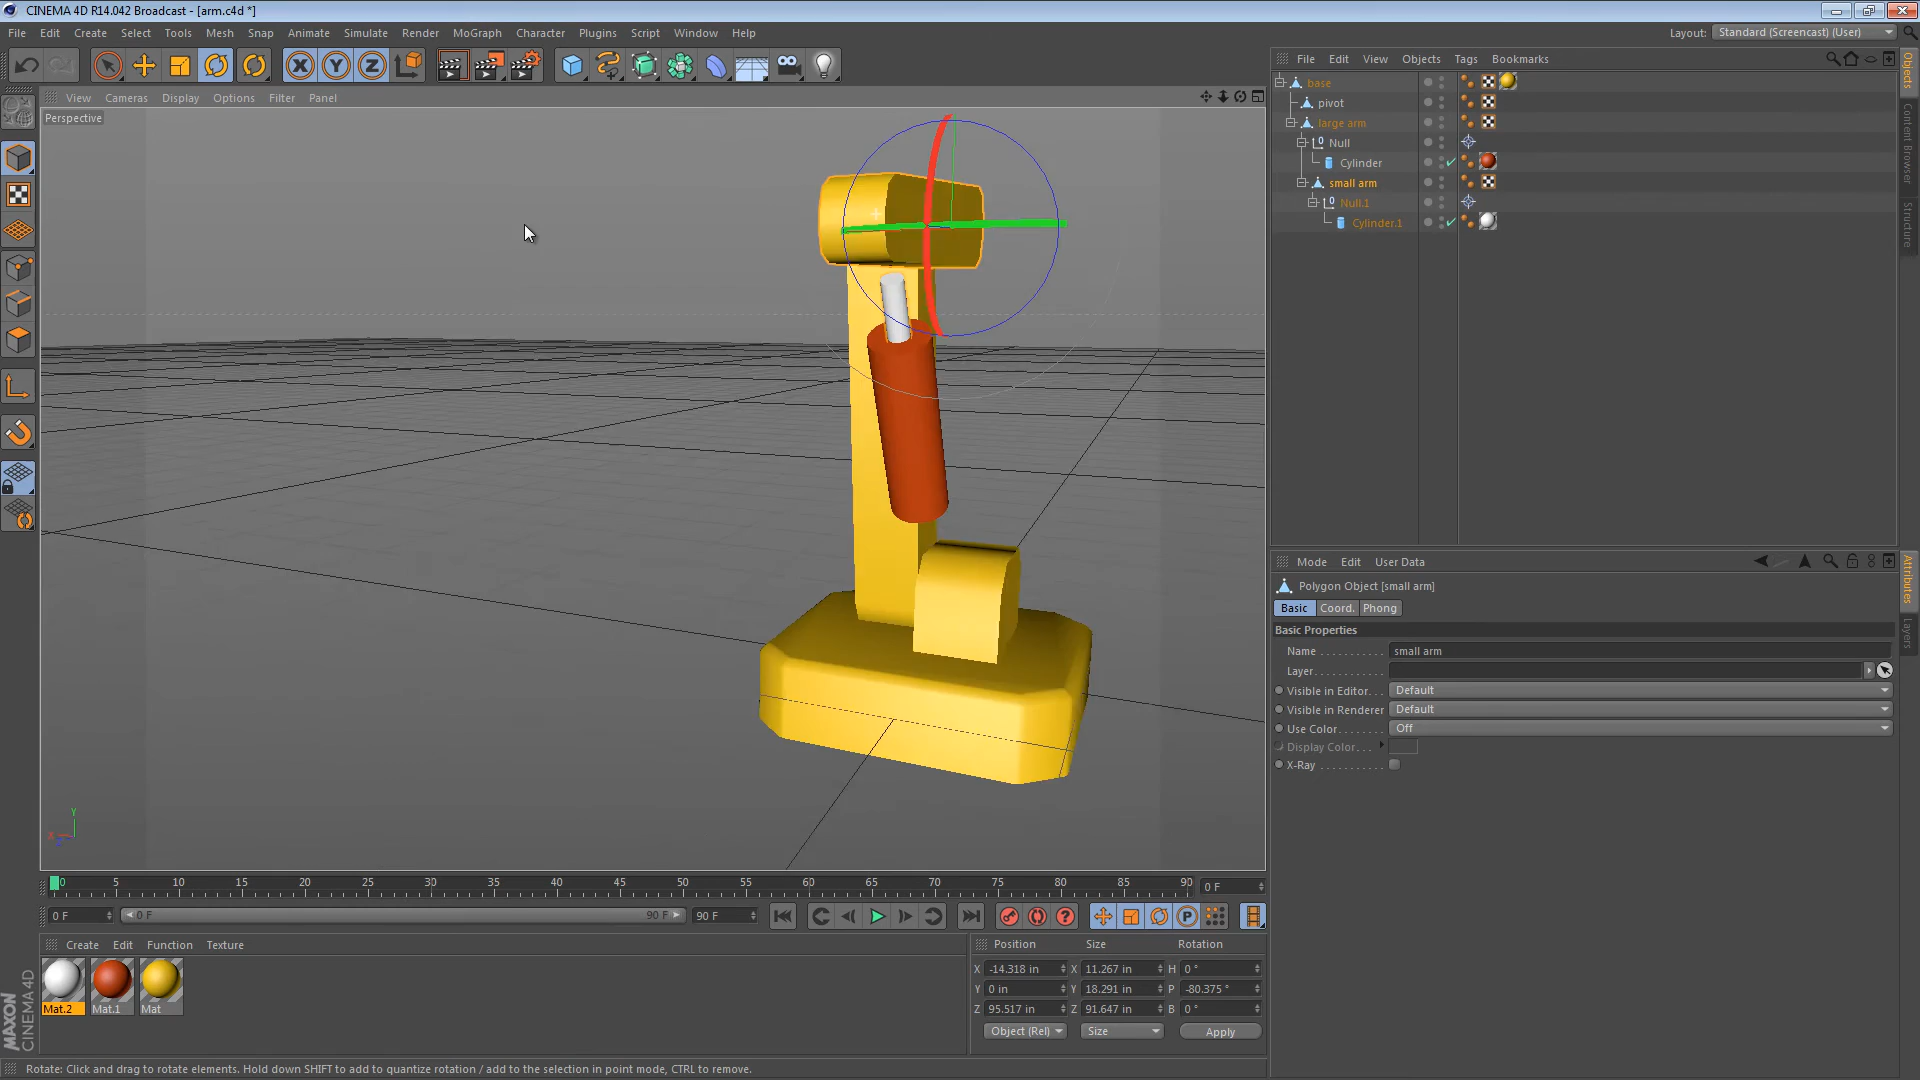 CINEMA 4D R14.042 Broadcast - [arm.c4d *]
File Edit Create Select Tools Mesh Snap Animate Simulate Render MoGraph Character Plugins Script Window Help
Layout: Standard (Screencast) (User)
View Cameras Display Options Filter Panel
Perspective
File Edit View Objects Tags Bookmarks
base
pivot
large arm
Null
Cylinder
small arm
Null.1
Cylinder.1
Objects
Content Browser
Structure
Mode Edit User Data
Polygon Object [small arm]
Basic Coord. Phong
Basic Properties
Name small arm
Layer
Visible in Editor Default
Visible in Renderer Default
Use Color Off
Display Color
X-Ray
Attributes
Layers
0 5 10 15 20 25 30 35 40 45 50 55 60 65 70 75 80 85 90 0 F
0 F 0 F 90 F 90 F
Create Edit Function Texture
Mat.2 Mat.1 Mat
Position Size Rotation
X -14.318 in X 11.267 in H 0 °
Y 0 in Y 18.291 in P -80.375 °
Z 95.517 in Z 91.647 in B 0 °
Object (Rel) Size Apply
MAXON CINEMA 4D
Rotate: Click and drag to rotate elements. Hold down SHIFT to add to quantize rotation / add to the selection in point mode, CTRL to remove.